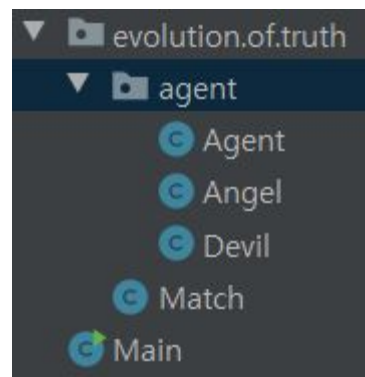 evolution.of.truth
agent
C Agent
C Angel
C Devil
C Match
C Main